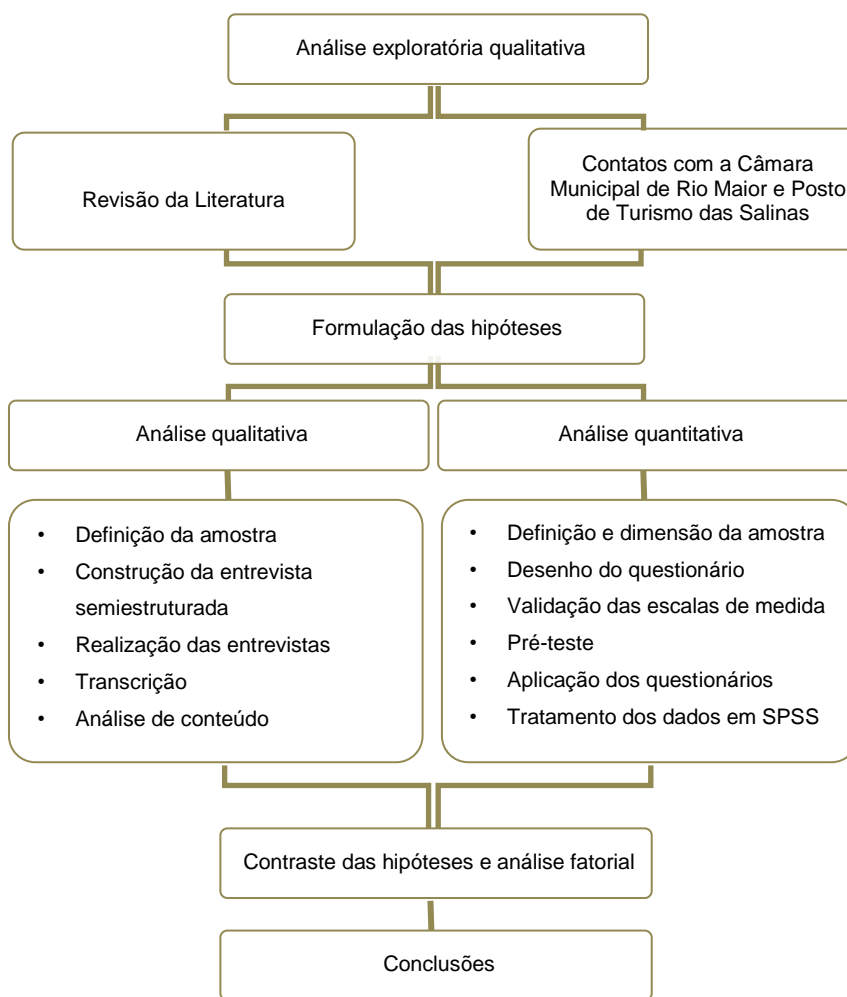 Análise exploratória qualitativa
Revisão da Literatura
Contatos com a Câmara
Municipal de Rio Maior e Posto
de Turismo das Salinas
Formulação das hipóteses
Análise qualitativa
Análise quantitativa
• Definição da amostra
• Construção da entrevista
semiestruturada
• Realização das entrevistas
• Transcrição
• Análise de conteúdo
• Definição e dimensão da amostra
• Desenho do questionário
• Validação das escalas de medida
• Pré-teste
• Aplicação dos questionários
• Tratamento dos dados em SPSS
Contraste das hipóteses e análise fatorial
Conclusões